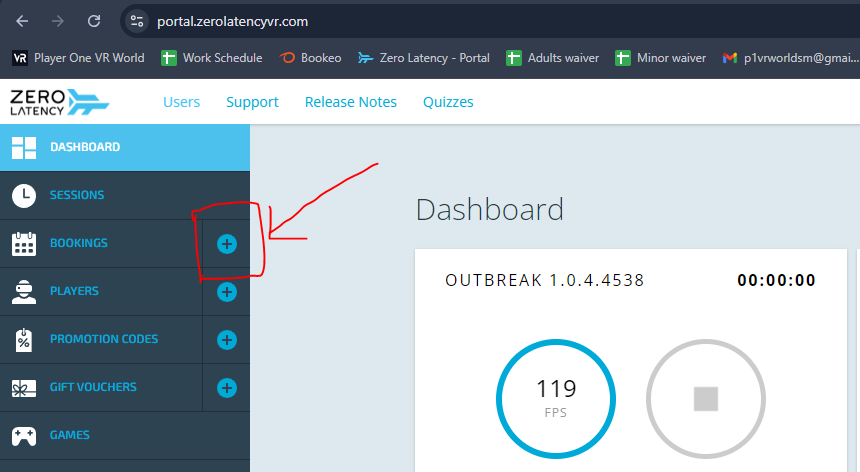 portal.zerolatencyvr.com
VR Player One VR World Work Schedule Bookeo Zero Latency - Portal Adults waiver Minor waiver p1vrworldsm@gmai...
ZERO LATENCY Users Support Release Notes Quizzes
DASHBOARD
SESSIONS
BOOKINGS
PLAYERS
PROMOTION CODES
GIFT VOUCHERS
GAMES
Dashboard
OUTBREAK 1.0.4.4538 00:00:00
119
FPS